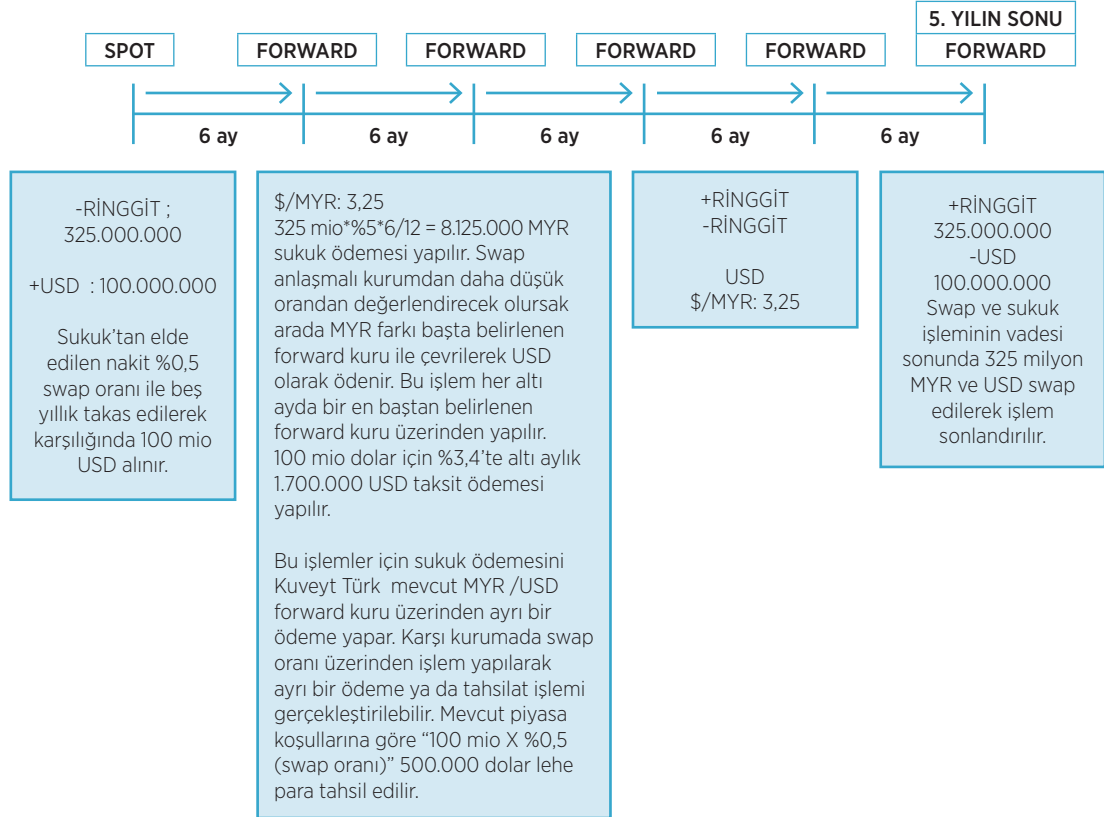 5. YILIN SONU
SPOT FORWARD FORWARD FORWARD FORWARD FORWARD
6 ay 6 ay 6 ay 6 ay 6 ay
-RİNGGİT ;
325.000.000
+USD : 100.000.000
Sukuk’tan elde
edilen nakit %0,5
swap oranı ile beş
yıllık takas edilerek
karşılığında 100 mio
USD alınır.
$/MYR: 3,25
325 mio*%5*6/12 = 8.125.000 MYR
sukuk ödemesi yapılır. Swap
anlaşmalı kurumdan daha düşük
orandan değerlendirecek olursak
arada MYR farkı başta belirlenen
forward kuru ile çevrilerek USD
olarak ödenir. Bu işlem her altı
ayda bir en baştan belirlenen
forward kuru üzerinden yapılır.
100 mio dolar için %3,4’te altı aylık
1.700.000 USD taksit ödemesi
yapılır.
Bu işlemler için sukuk ödemesini
Kuveyt Türk mevcut MYR /USD
forward kuru üzerinden ayrı bir
ödeme yapar. Karşı kurumada swap
oranı üzerinden işlem yapılarak
ayrı bir ödeme ya da tahsilat işlemi
gerçekleştirilebilir. Mevcut piyasa
koşullarına göre “100 mio X %0,5
(swap oranı)” 500.000 dolar lehe
para tahsil edilir.
+RİNGGİT
-RİNGGİT
USD
$/MYR: 3,25
+RİNGGİT
325.000.000
-USD
100.000.000
Swap ve sukuk
işleminin vadesi
sonunda 325 milyon
MYR ve USD swap
edilerek işlem
sonlandırılır.